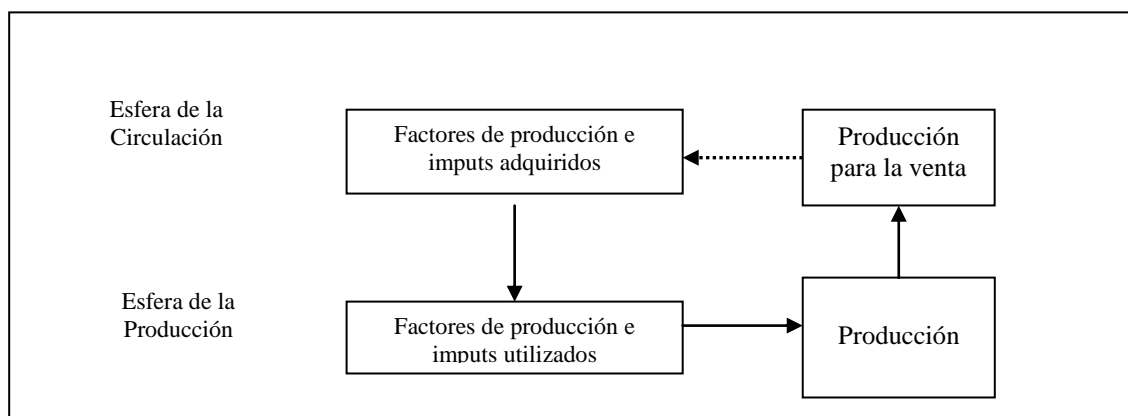 Esfera de la
Circulación
Factores de producción e
imputs adquiridos
Producción
para la venta
Esfera de la
Producción
Factores de producción e
imputs utilizados
Producción